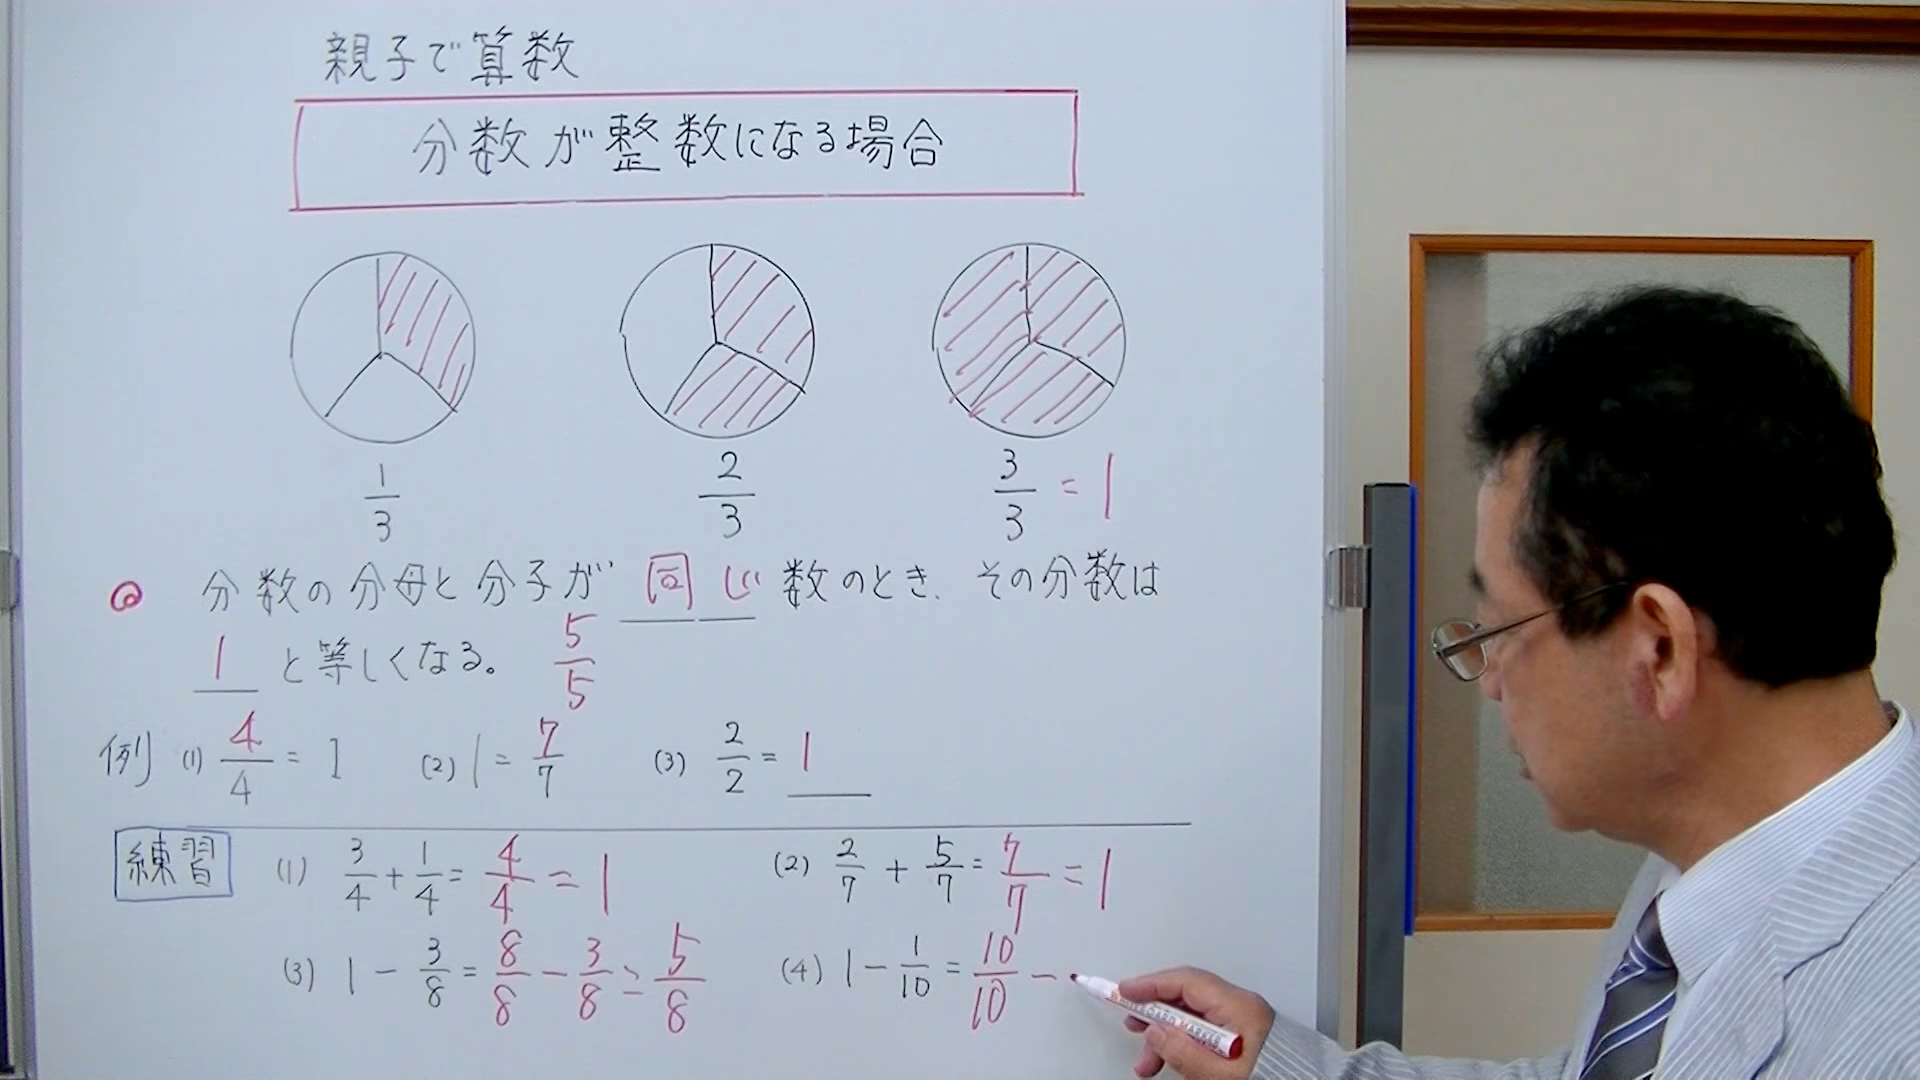 親子で算数
分数が整数になる場合
1/3 2/3 3/3 = 1
◎ 分数の分母と分子が 同じ 数のとき、その分数は
1 と等しくなる。 5/5
例 (1) 4/4 = 1 (2) 1 = 7/7 (3) 2/2 = 1
練習 (1) 3/4 + 1/4 = 4/4 = 1 (2) 2/7 + 5/7 = 7/7 = 1
(3) 1 − 3/8 = 8/8 − 3/8 = 5/8 (4) 1 − 1/10 = 10/10 −
WHITEBOARD MARKER